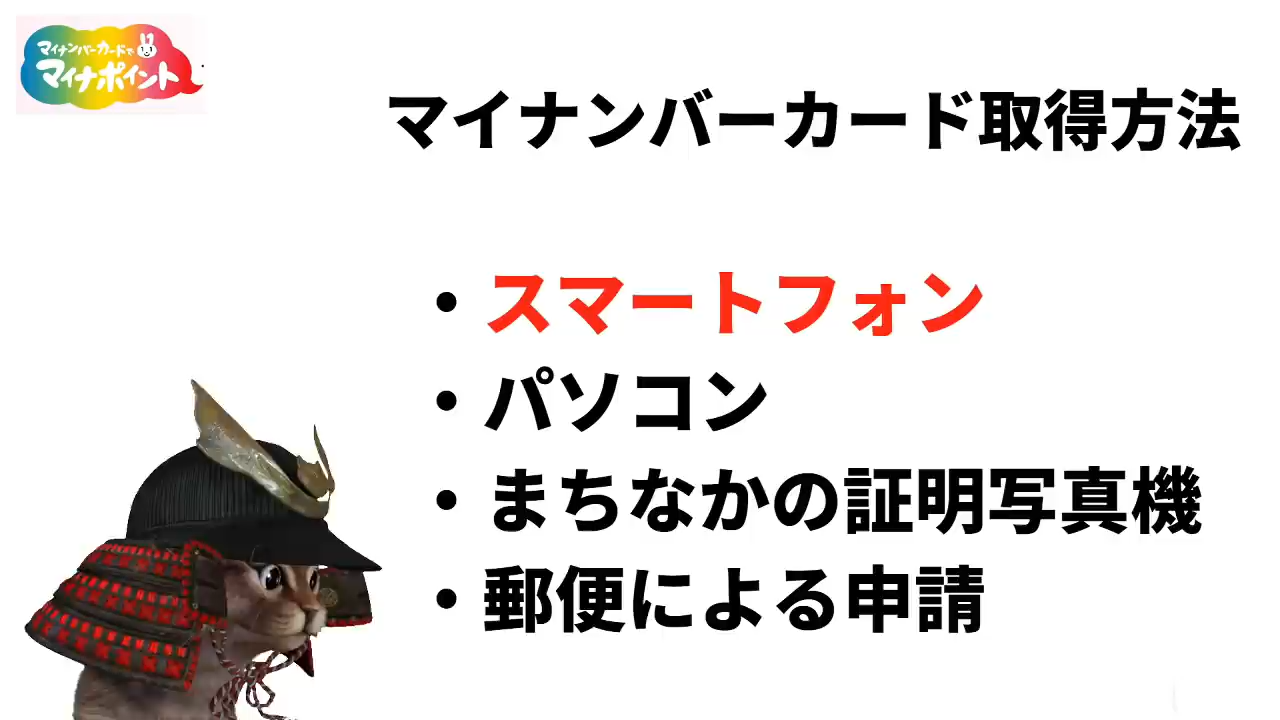 マイナンバーカードで
マイナポイント
マイナンバーカード取得方法
・スマートフォン
・パソコン
・まちなかの証明写真機
・郵便による申請